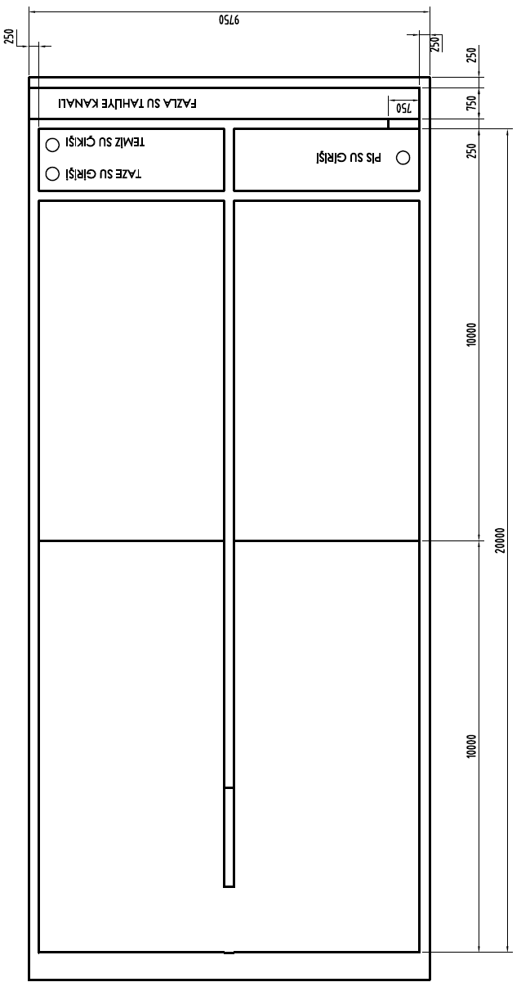 9750
250
250
250
FAZLA SU TAHLİYE KANALI
750
750
TEMİZ SU ÇIKIŞI
250
PİS SU GİRİŞİ
TAZE SU GİRİŞİ
10000
20000
10000